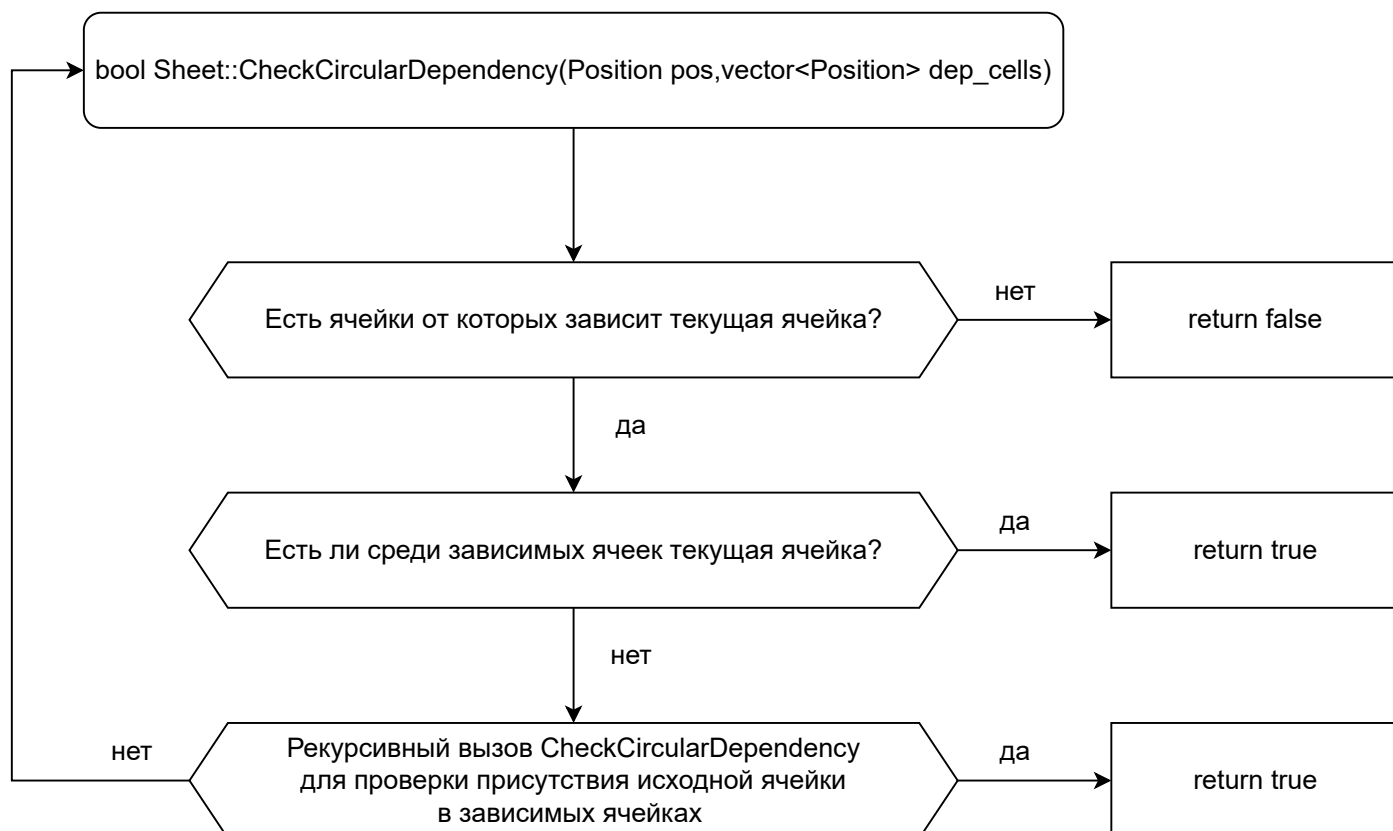 bool Sheet::CheckCircularDependency(Position pos,vector<Position> dep_cells)
Есть ячейки от которых зависит текущая ячейка?
нет
return false
да
Есть ли среди зависимых ячеек текущая ячейка?
да
return true
нет
нет
Рекурсивный вызов CheckCircularDependency
для проверки присутствия исходной ячейки
в зависимых ячейках
да
return true